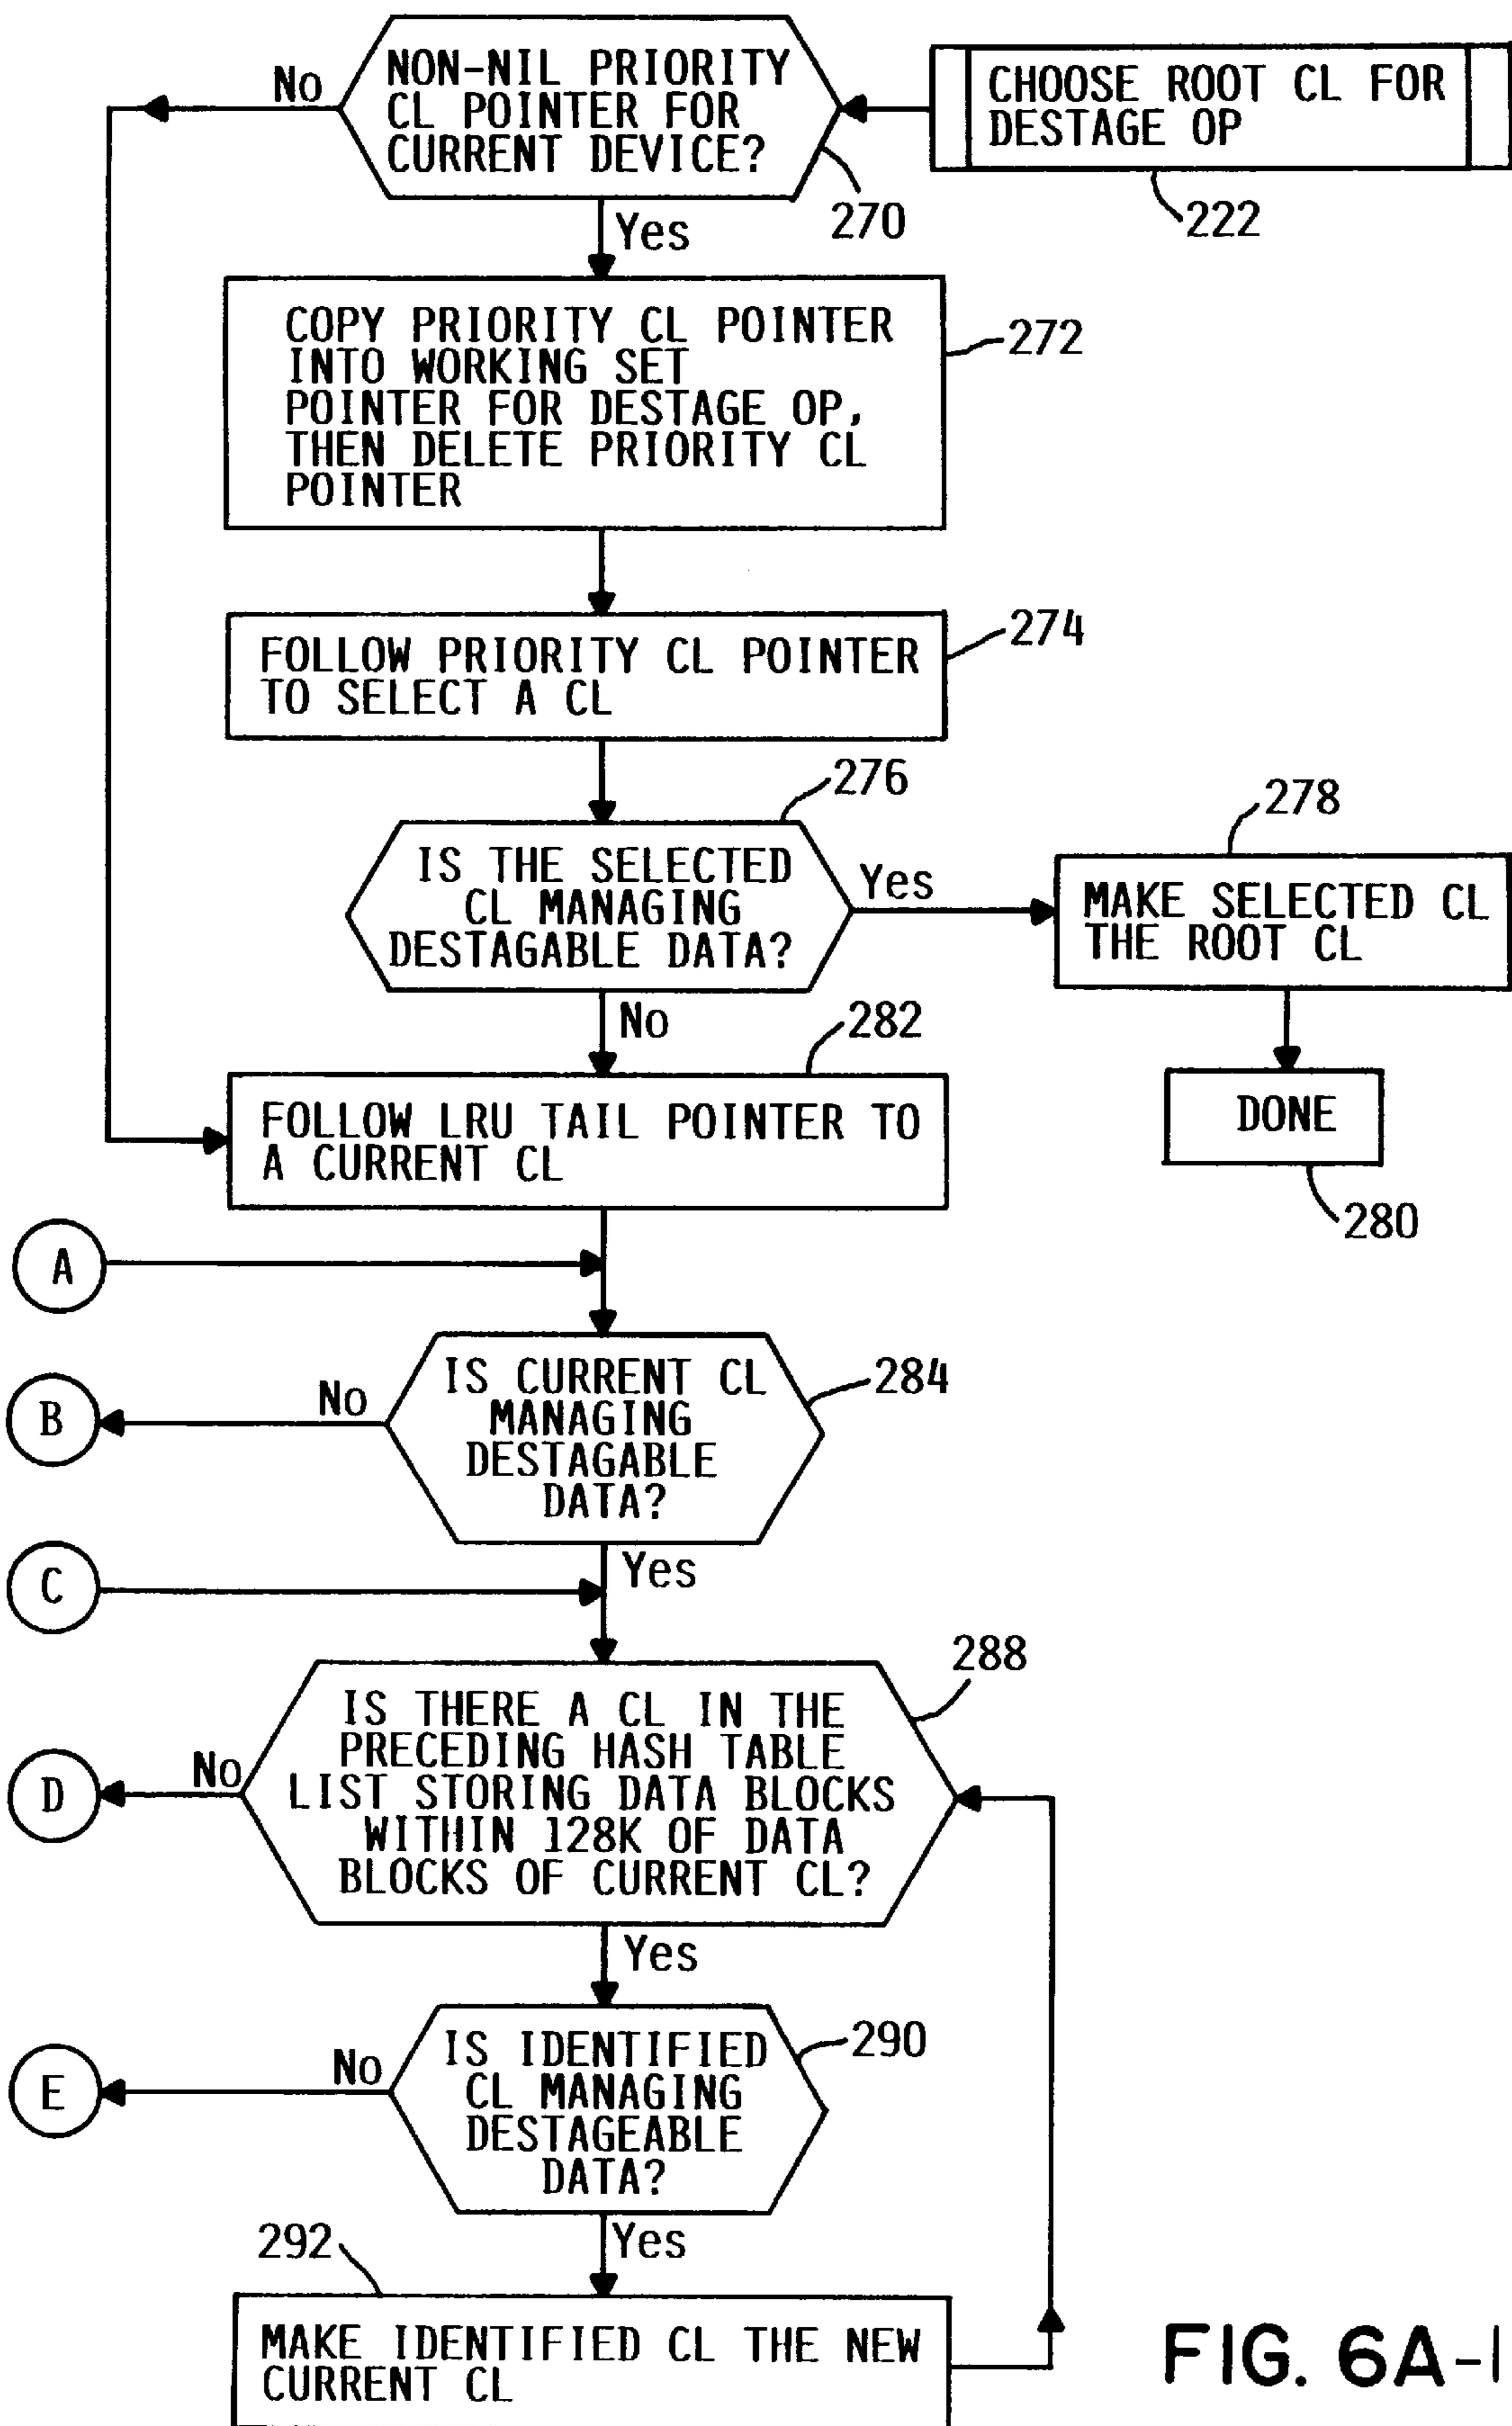 NON-NIL PRIORITY
CL POINTER FOR
CURRENT DEVICE?
No
270
CHOOSE ROOT CL FOR
DESTAGE OP
222
Yes
COPY PRIORITY CL POINTER
INTO WORKING SET
POINTER FOR DESTAGE OP,
THEN DELETE PRIORITY CL
POINTER
272
FOLLOW PRIORITY CL POINTER
TO SELECT A CL
274
276
IS THE SELECTED
CL MANAGING
DESTAGABLE DATA?
Yes
278
MAKE SELECTED CL
THE ROOT CL
DONE
280
No
282
FOLLOW LRU TAIL POINTER TO
A CURRENT CL
A
IS CURRENT CL
MANAGING
DESTAGABLE
DATA?
284
No
B
Yes
C
288
IS THERE A CL IN THE
PRECEDING HASH TABLE
LIST STORING DATA BLOCKS
WITHIN 128K OF DATA
BLOCKS OF CURRENT CL?
No
D
Yes
IS IDENTIFIED
CL MANAGING
DESTAGEABLE
DATA?
290
No
E
Yes
292
MAKE IDENTIFIED CL THE NEW
CURRENT CL
FIG. 6A-1